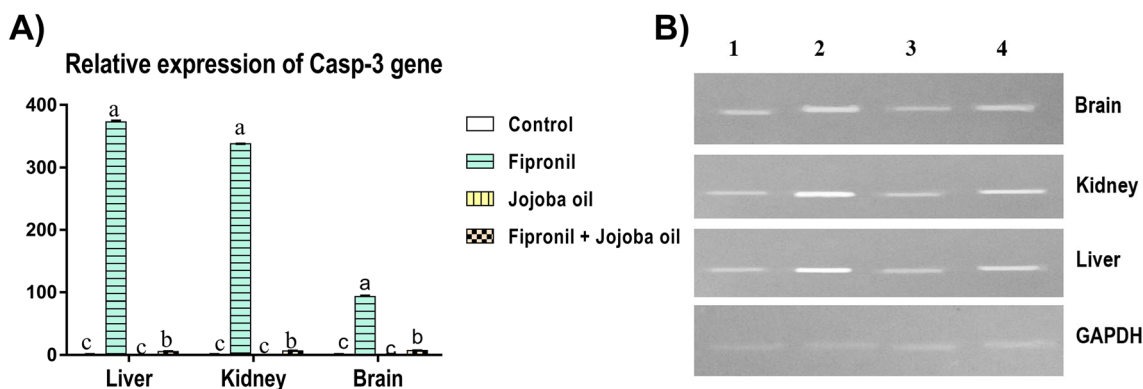 A)
Relative expression of Casp-3 gene
400
300
200
100
0
a
a
a
c
c
b
c
c
b
c
c
b
Liver
Kidney
Brain
Control
Fipronil
Jojoba oil
Fipronil + Jojoba oil
B)
1 2 3 4
Brain
Kidney
Liver
GAPDH